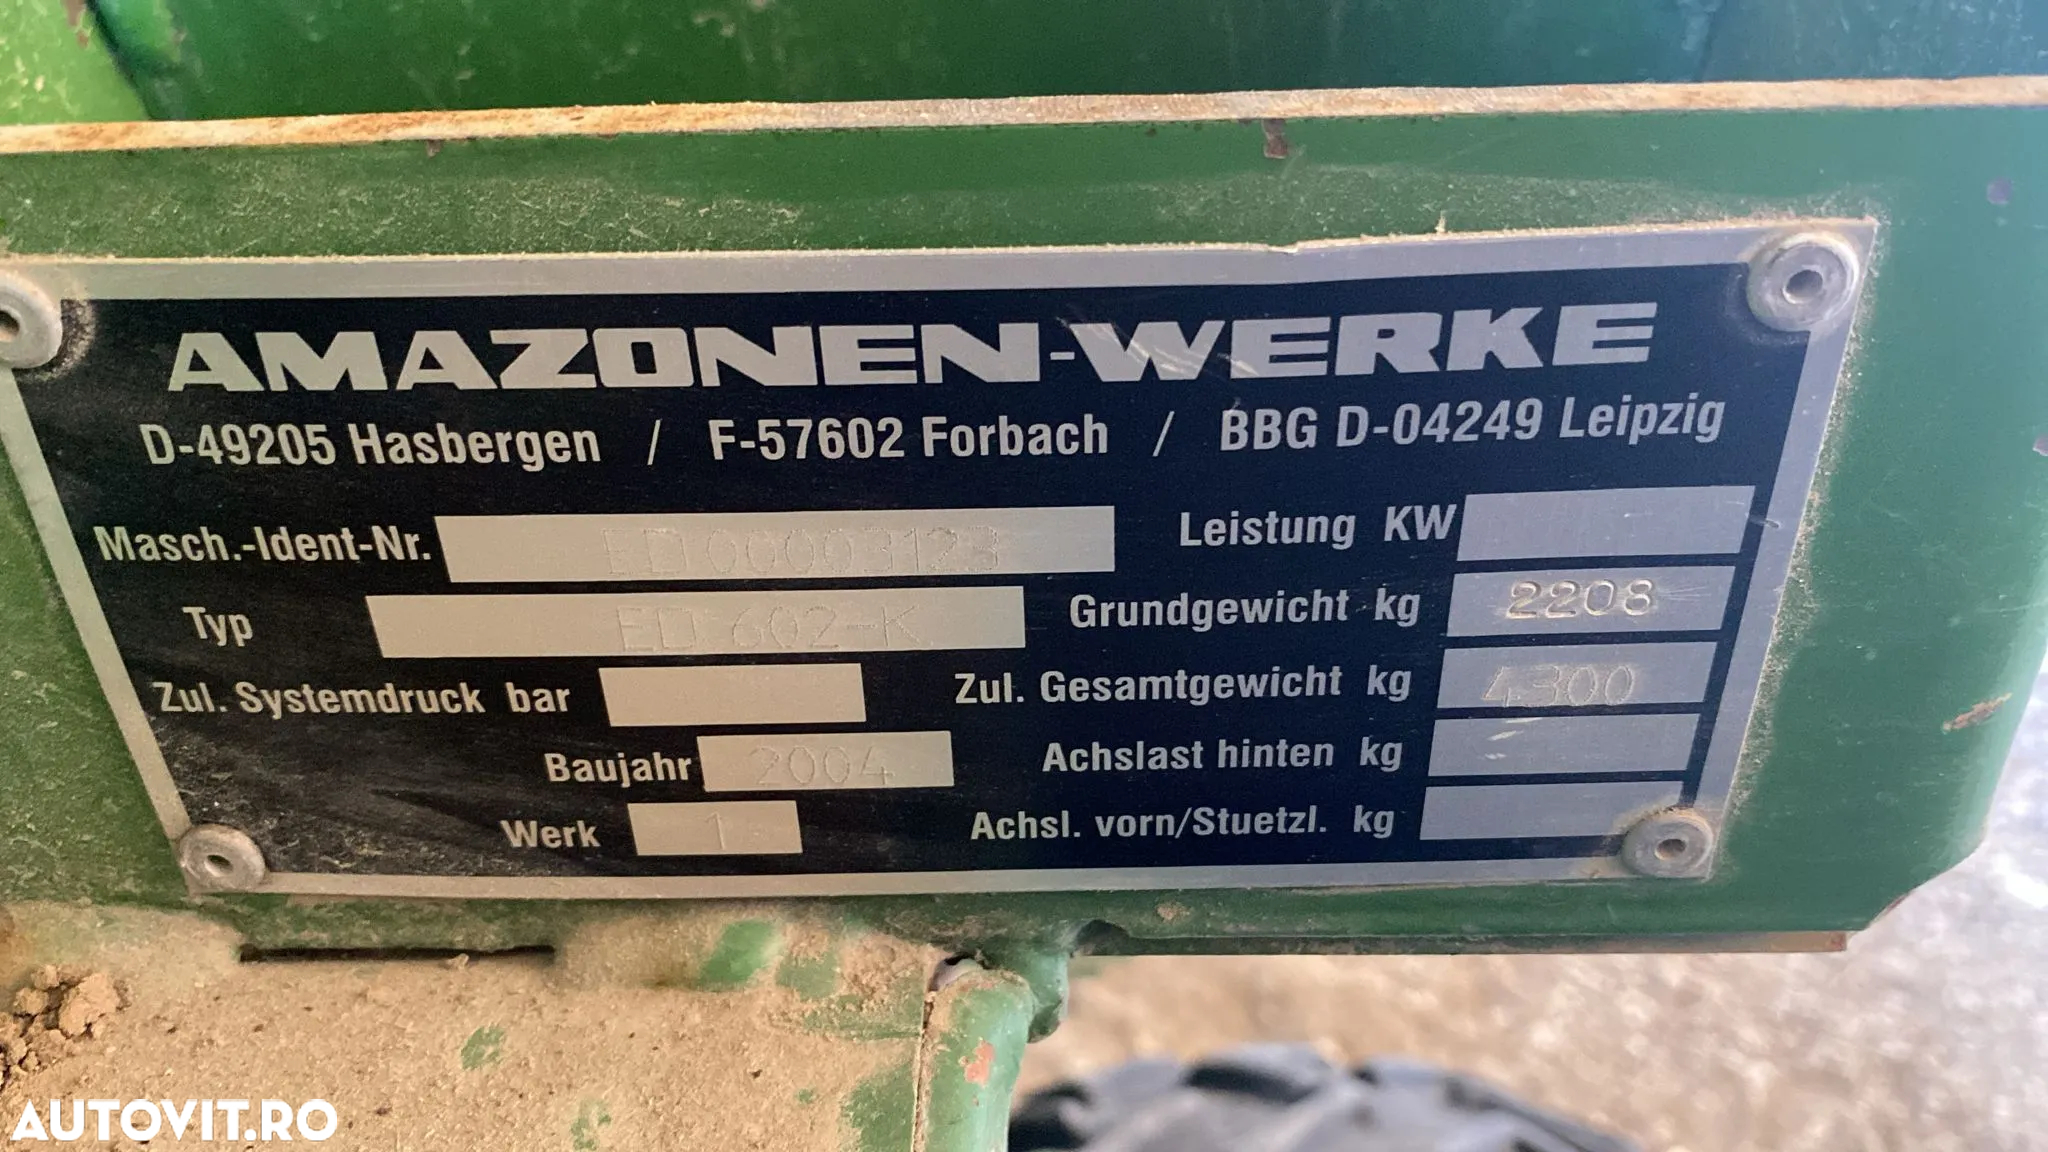 AMAZONEN-WERKE
D-49205 Hasbergen / F-57602 Forbach / BBG D-04249 Leipzig
Masch.-Ident-Nr. ED00003123 Leistung KW
Typ ED 602-K Grundgewicht kg 2208
Zul. Systemdruck bar Zul. Gesamtgewicht kg 4300
Baujahr 2004 Achslast hinten kg
Werk 1 Achsl. vorn/Stuetzl. kg
AUTOVIT.RO